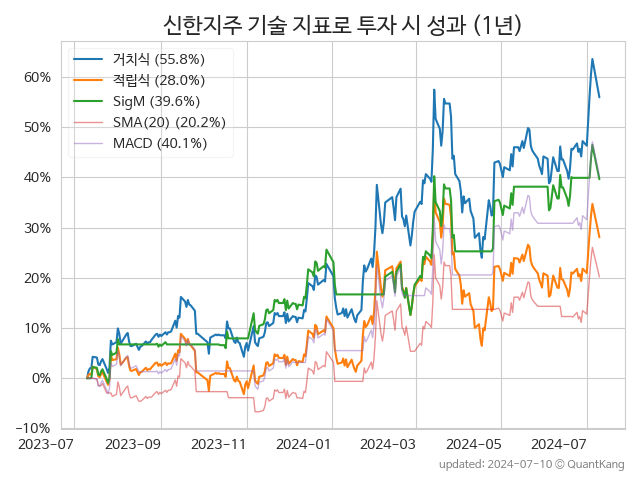 신한지주 기술 지표로 투자 시 성과 (1년)
거치식 (55.8%)
적립식 (28.0%)
SigM (39.6%)
SMA(20) (20.2%)
MACD (40.1%)
60%
50%
40%
30%
20%
10%
0%
−10%
2023-07 2023-09 2023-11 2024-01 2024-03 2024-05 2024-07
updated: 2024-07-10 © QuantKang